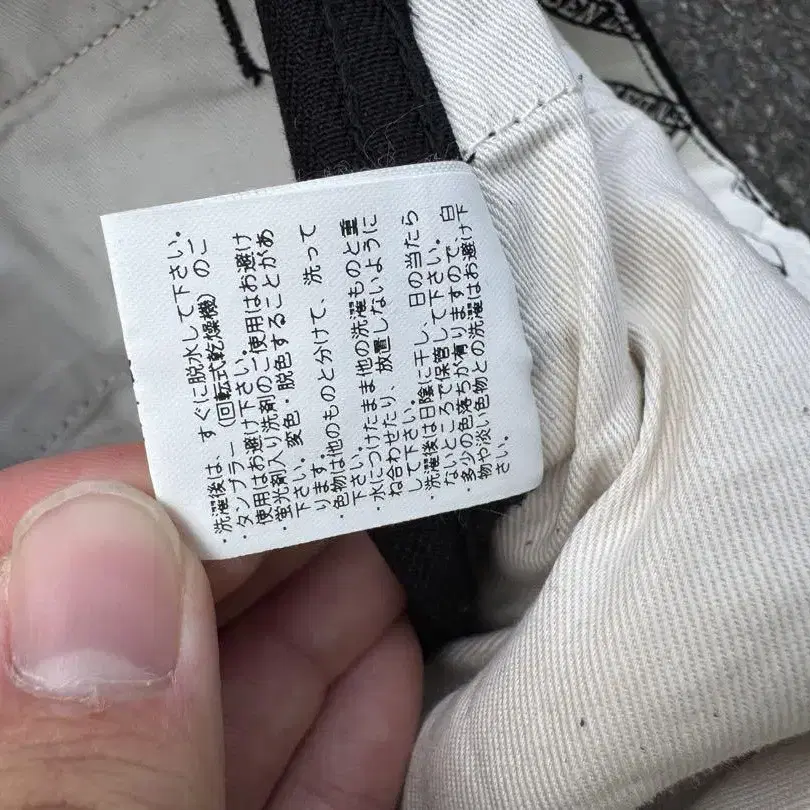 ・洗濯後は、すぐに脱水して下さい。
・タンブラー(回転式乾燥機)のご
使用はお避け下さい。
・蛍光剤入り洗剤のご使用はお避け
下さい。変色・脱色することがあ
ります。
・色物は他のものと分けて、洗って
下さい。
・水につけたまま他の洗濯ものと重
ね合わせたり、放置しないように
して下さい。
・洗濯後は日陰に干し、日の当たら
ないところで保管して下さい。
・多少の色落ちが有りますので、白
物や淡い色物との洗濯はお避け下
さい。